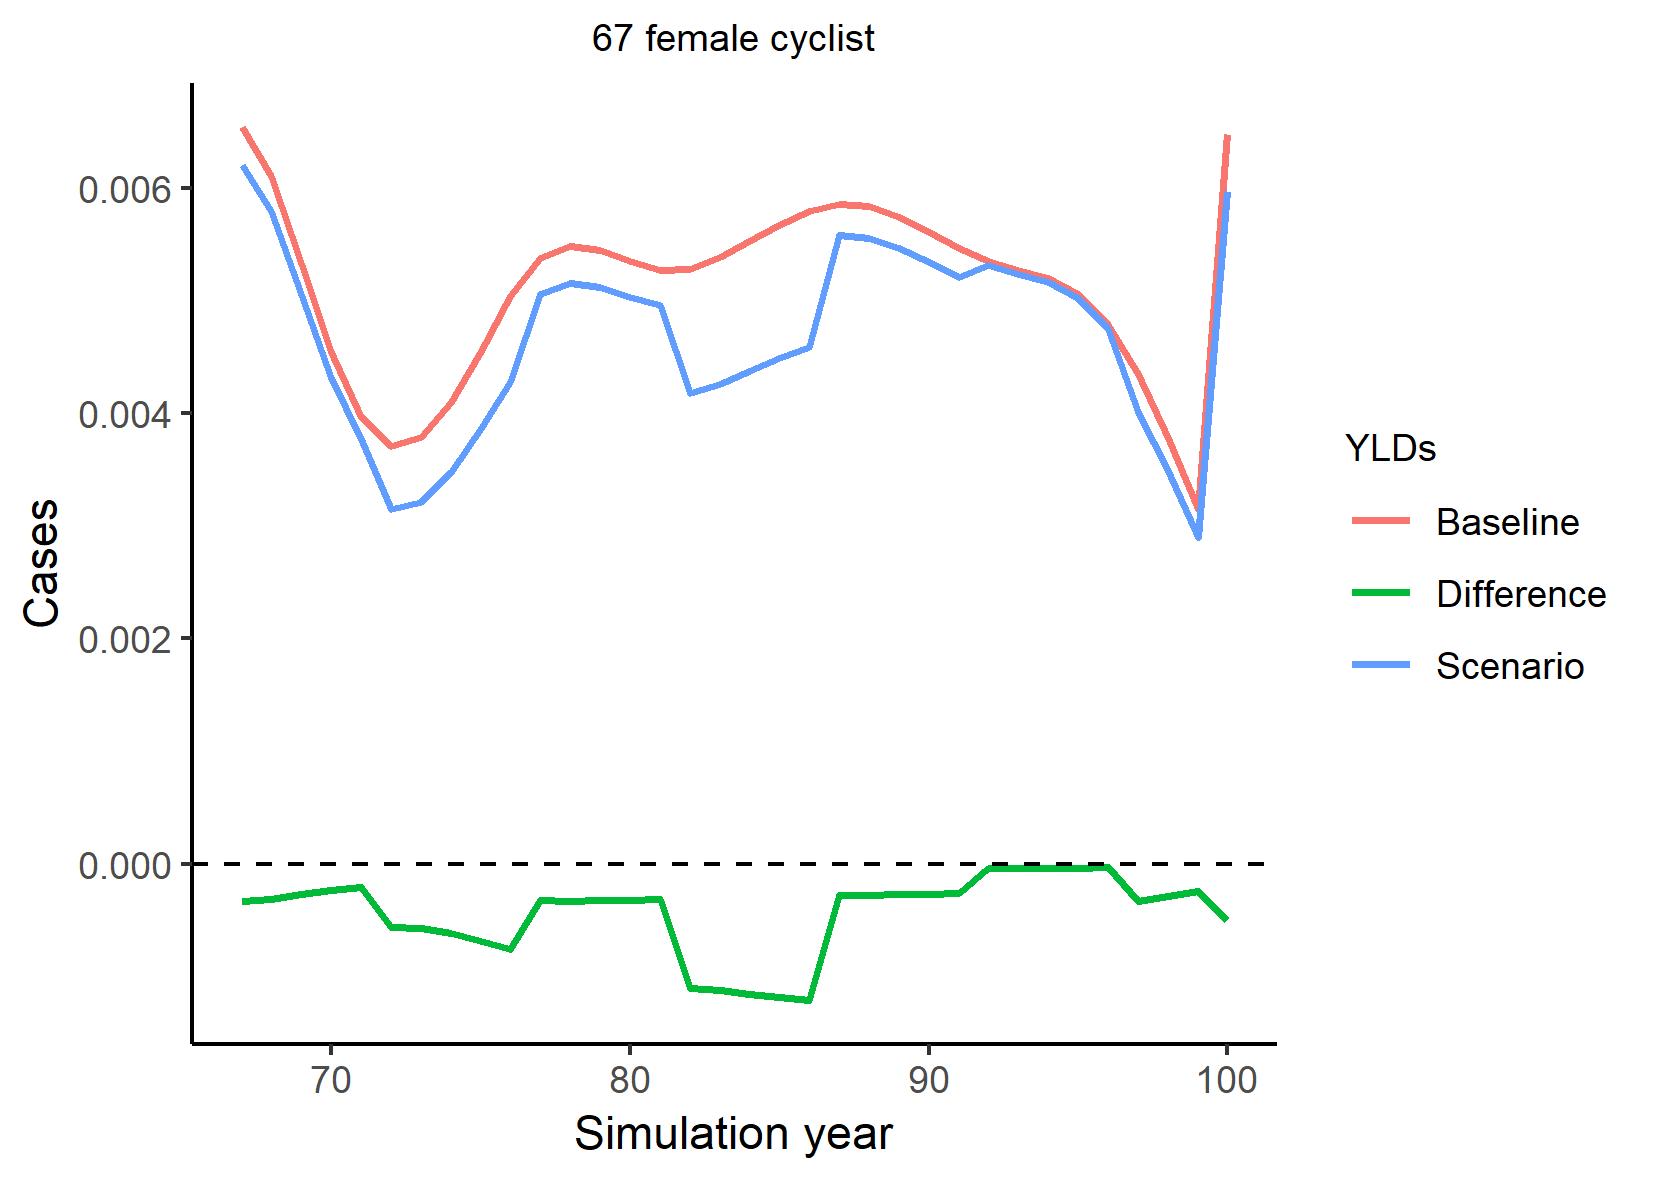 67 female cyclist
0.006
0.004
0.002
0.000
Cases
70 80 90 100
Simulation year
YLDs
Baseline
Difference
Scenario